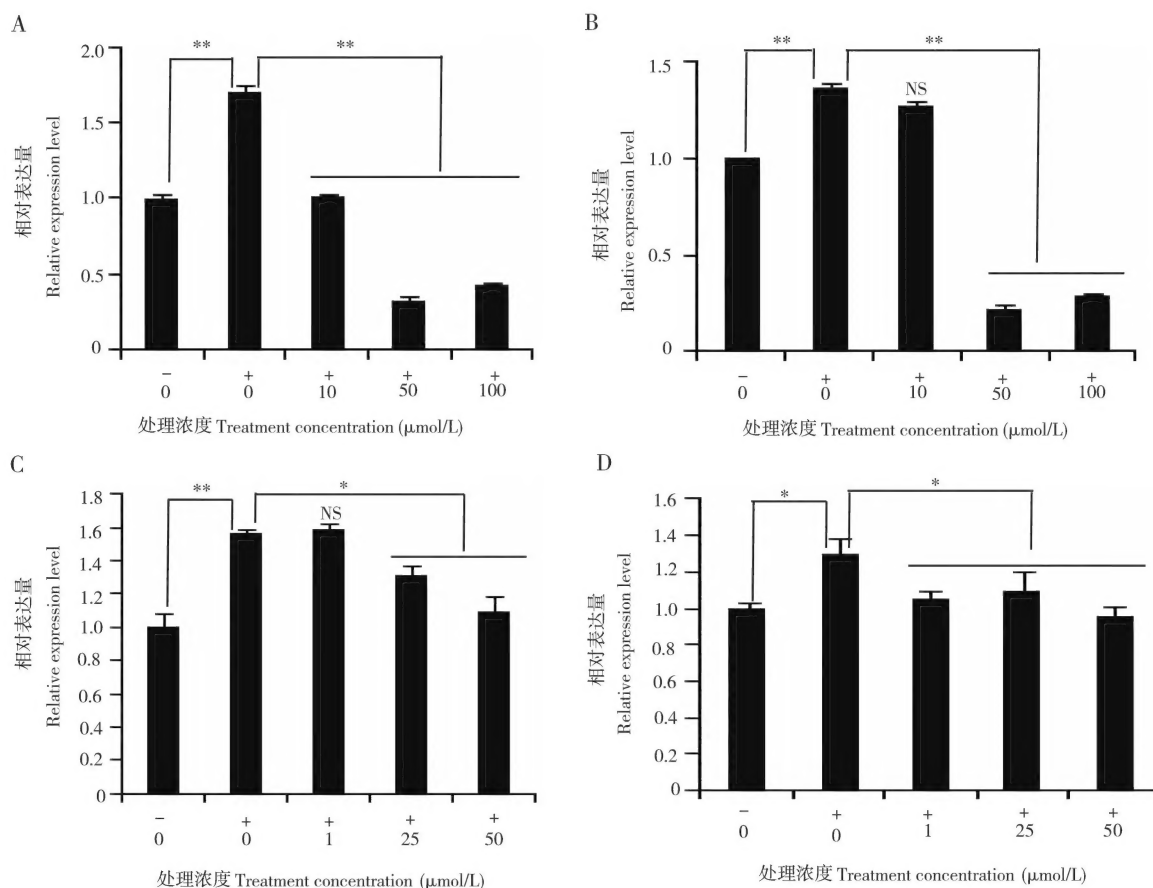 A
**
**
2.0
1.5
1.0
0.5
0
相对表达量
Relative expression level
− + + + +
0 0 10 50 100
处理浓度 Treatment concentration (μmol/L)
B
**
**
NS
1.5
1.0
0.5
0
相对表达量
Relative expression level
− + + + +
0 0 10 50 100
处理浓度 Treatment concentration (μmol/L)
C
**
*
NS
1.8
1.6
1.4
1.2
1.0
0.8
0.6
0.4
0.2
0
相对表达量
Relative expression level
− + + + +
0 0 1 25 50
处理浓度 Treatment concentration (μmol/L)
D
*
*
1.6
1.4
1.2
1.0
0.8
0.6
0.4
0.2
0
相对表达量
Relative expression level
− + + + +
0 0 1 25 50
处理浓度 Treatment concentration (μmol/L)